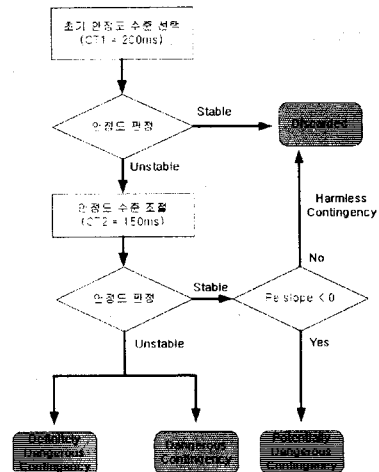 초기 안정도 수준 선택
(CT1 = 200ms)
안정도 판정
Stable
Discarded
Unstable
안정도 수준 조절
(CT2 = 150ms)
Harmless
Contingency
No
안정도 판정
Stable
Pe slope < 0
Unstable
Yes
Definitely
Dangerous
Contingency
Dangerous
Contingency
Potentially
Dangerous
Contingency